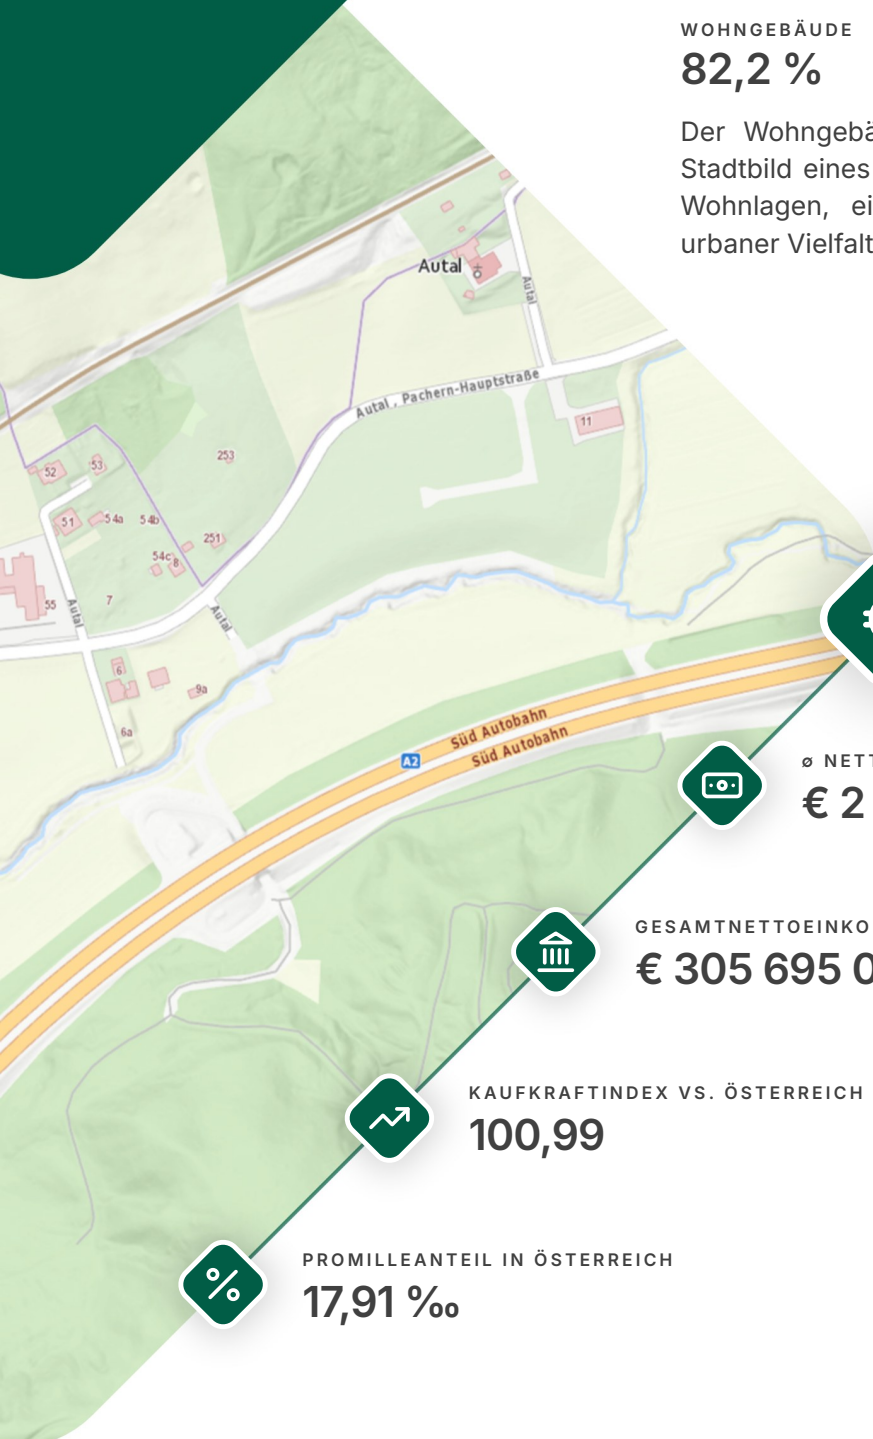 WOHNGEBÄUDE
82,2 %
Der Wohngebä
Stadtbild eines
Wohnlagen, ei
urbaner Vielfalt
Autal
Autal
Autal , Pachern-Hauptstraße
11
253
52
53
51
54a
54b
251
54c
8
55
7
Autal
Autal
6
9a
6a
Süd Autobahn
A2
Süd Autobahn
ø NETT
€ 2
GESAMTNETTOEINKO
€ 305 695 0
KAUFKRAFTINDEX VS. ÖSTERREICH
100,99
PROMILLEANTEIL IN ÖSTERREICH
17,91 ‰